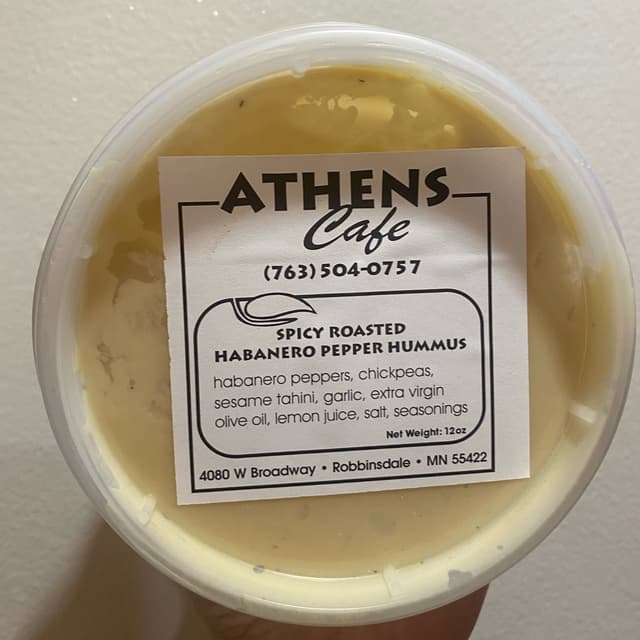 ATHENS
Cafe
(763) 504-0757
SPICY ROASTED
HABANERO PEPPER HUMMUS
habanero peppers, chickpeas,
sesame tahini, garlic, extra virgin
olive oil, lemon juice, salt, seasonings
Net Weight: 12oz
4080 W Broadway • Robbinsdale • MN 55422